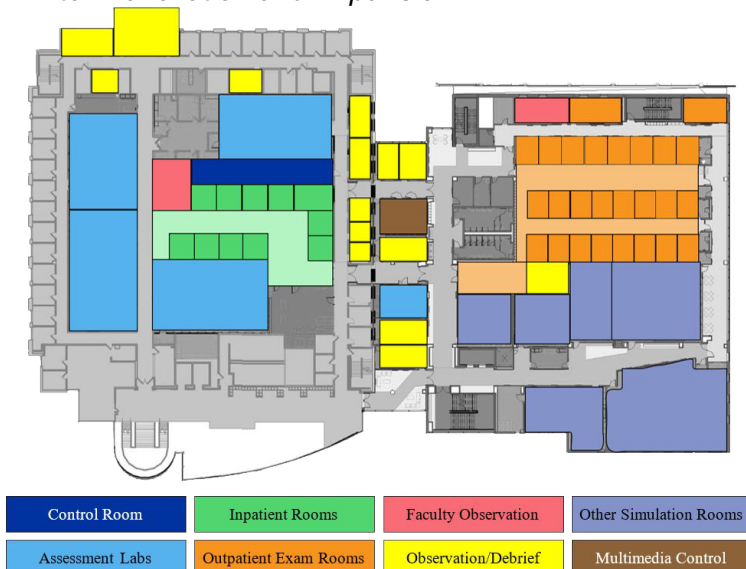 Control Room
Inpatient Rooms
Faculty Observation
Other Simulation Rooms
Assessment Labs
Outpatient Exam Rooms
Observation/Debrief
Multimedia Control